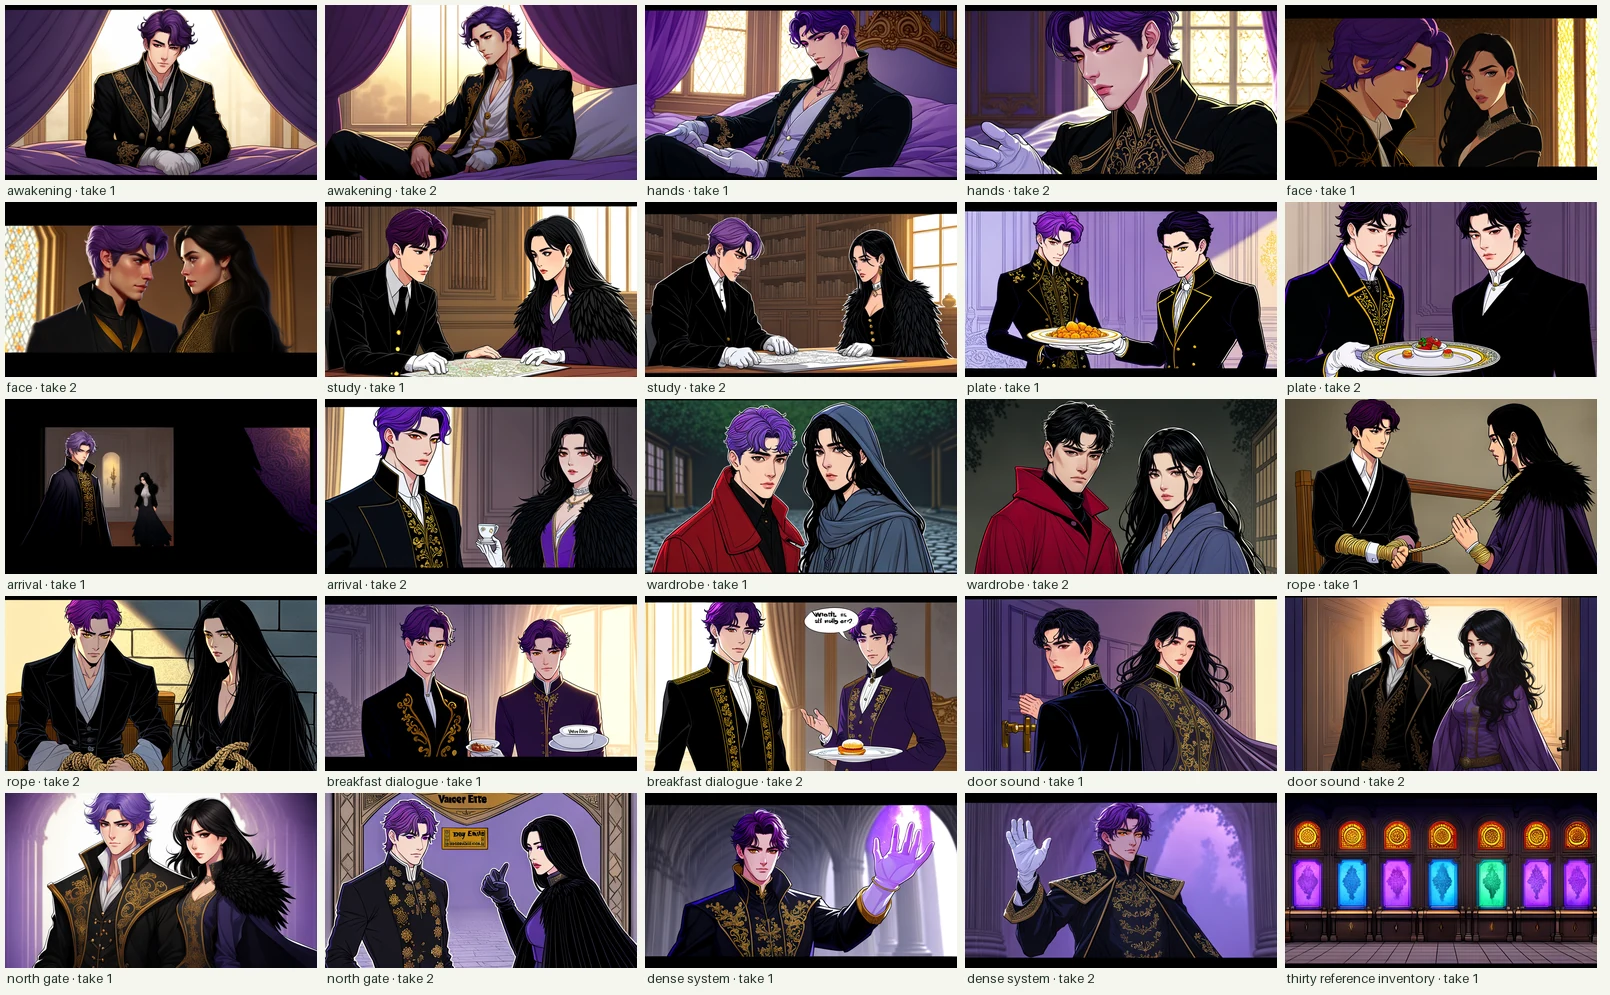 awakening · take 1
awakening · take 2
hands · take 1
hands · take 2
face · take 1
face · take 2
study · take 1
study · take 2
plate · take 1
plate · take 2
arrival · take 1
arrival · take 2
wardrobe · take 1
wardrobe · take 2
rope · take 1
rope · take 2
breakfast dialogue · take 1
breakfast dialogue · take 2
door sound · take 1
door sound · take 2
north gate · take 1
north gate · take 2
dense system · take 1
dense system · take 2
thirty reference inventory · take 1